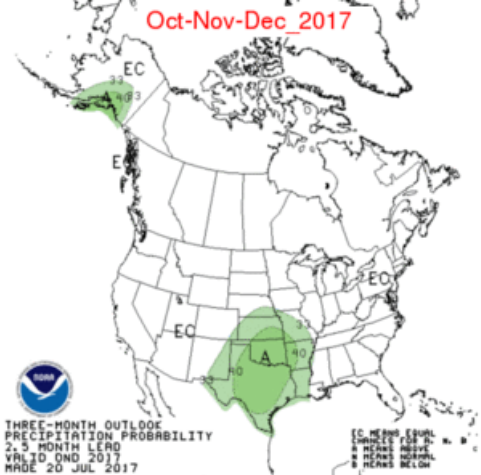 Oct-Nov-Dec_2017
EC
33
A
40
33
E
EC
33
EC
A
40
40
33
NOAA
THREE-MONTH OUTLOOK
PRECIPITATION PROBABILITY
2.5 MONTH LEAD
VALID OND 2017
MADE 20 JUL 2017
EC MEANS EQUAL
CHANCES FOR A, N, B
A MEANS ABOVE
N MEANS NORMAL
B MEANS BELOW